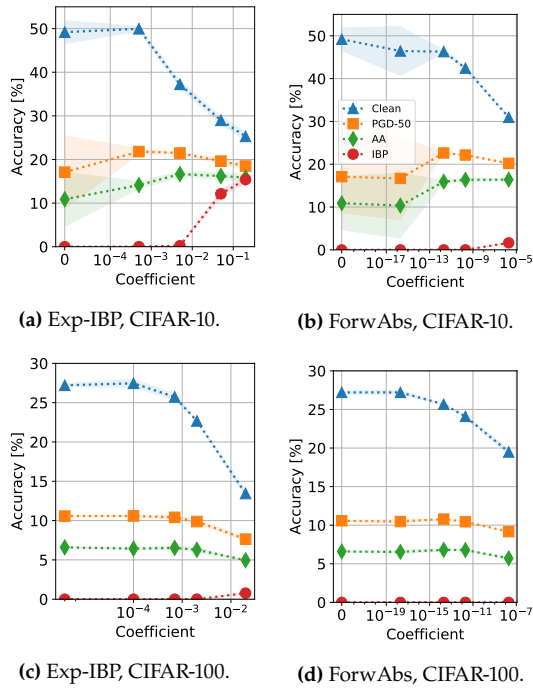 50
40
30
20
10
0
Accuracy [%]
0 10⁻⁴ 10⁻³ 10⁻² 10⁻¹
Coefficient
(a) Exp-IBP, CIFAR-10.
50
40
30
20
10
0
Accuracy [%]
Clean
PGD-50
AA
IBP
0 10⁻¹⁷ 10⁻¹³ 10⁻⁹ 10⁻⁵
Coefficient
(b) ForwAbs, CIFAR-10.
30
25
20
15
10
5
0
Accuracy [%]
0 10⁻⁴ 10⁻³ 10⁻²
Coefficient
(c) Exp-IBP, CIFAR-100.
30
25
20
15
10
5
0
Accuracy [%]
0 10⁻¹⁹ 10⁻¹⁵ 10⁻¹¹ 10⁻⁷
Coefficient
(d) ForwAbs, CIFAR-100.